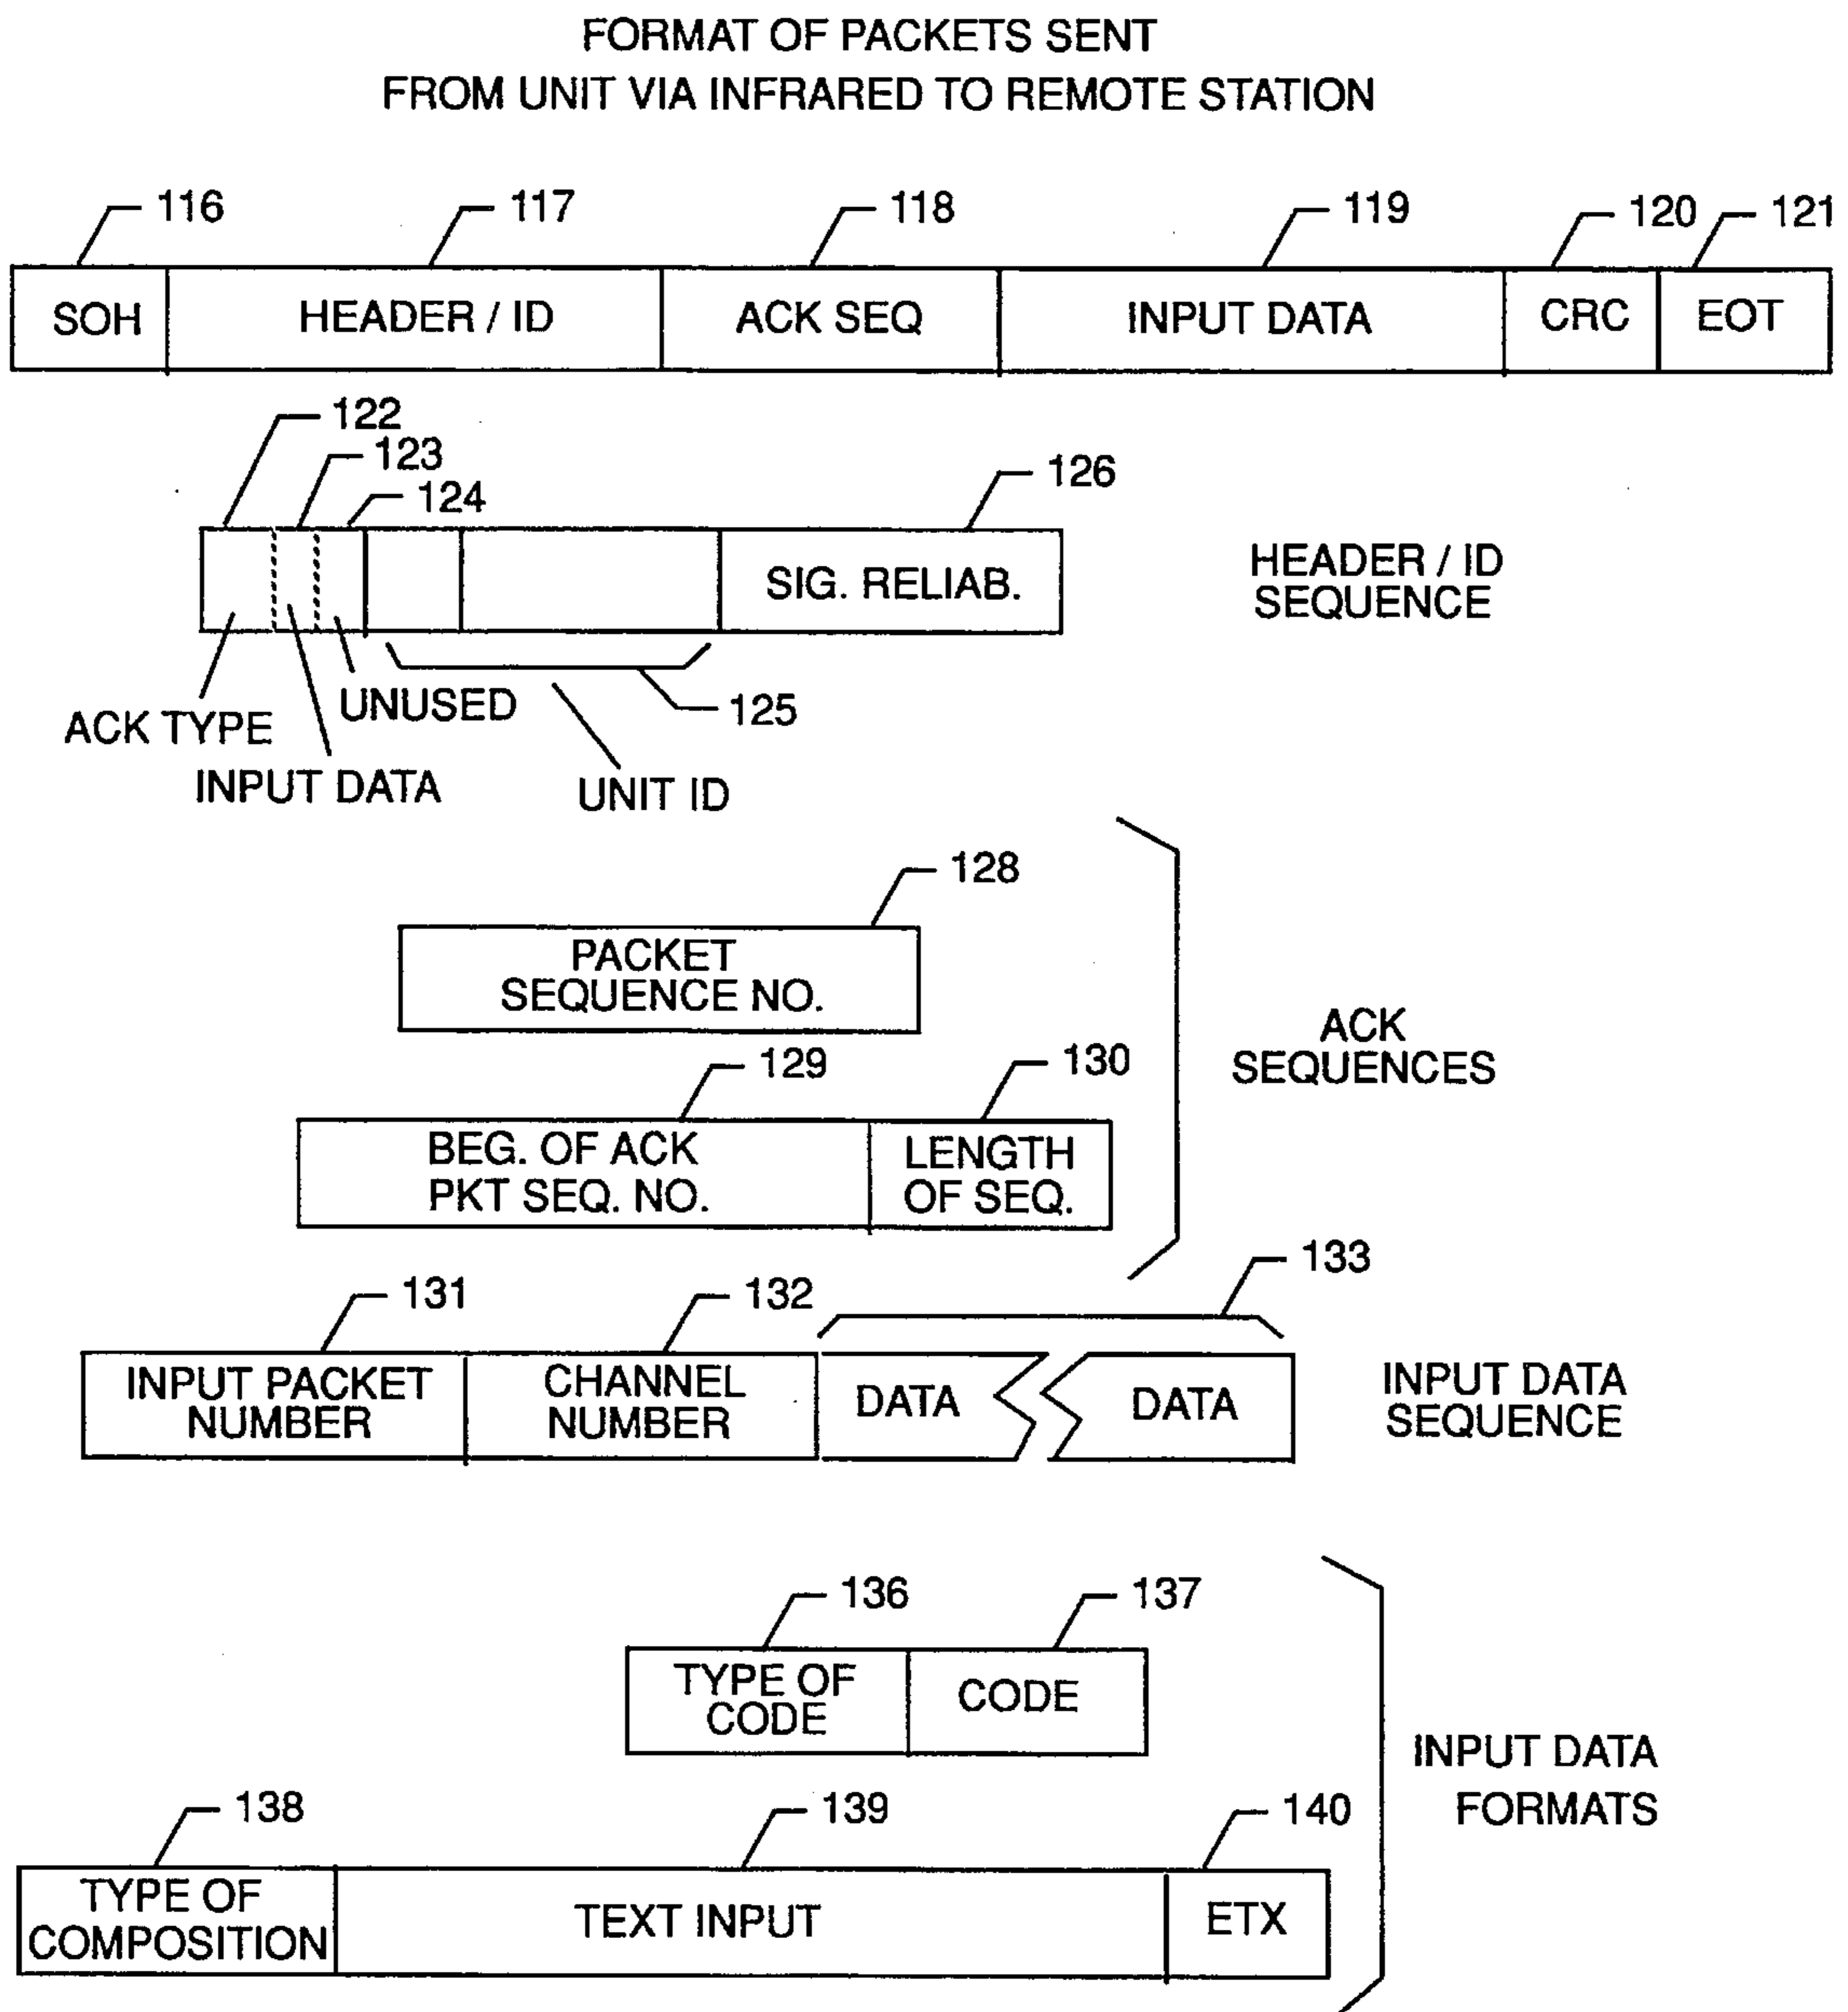 FORMAT OF PACKETS SENT
FROM UNIT VIA INFRARED TO REMOTE STATION
116 117 118 119 120 121
SOH HEADER / ID ACK SEQ INPUT DATA CRC EOT
122
123
124
126
SIG. RELIAB.
HEADER / ID
SEQUENCE
ACK TYPE
UNUSED
125
INPUT DATA
UNIT ID
128
PACKET
SEQUENCE NO.
ACK
SEQUENCES
129 130
BEG. OF ACK
PKT SEQ. NO.
LENGTH
OF SEQ.
133
131 132
INPUT PACKET
NUMBER
CHANNEL
NUMBER
DATA DATA
INPUT DATA
SEQUENCE
136 137
TYPE OF
CODE
CODE
INPUT DATA
FORMATS
138 139 140
TYPE OF
COMPOSITION
TEXT INPUT
ETX